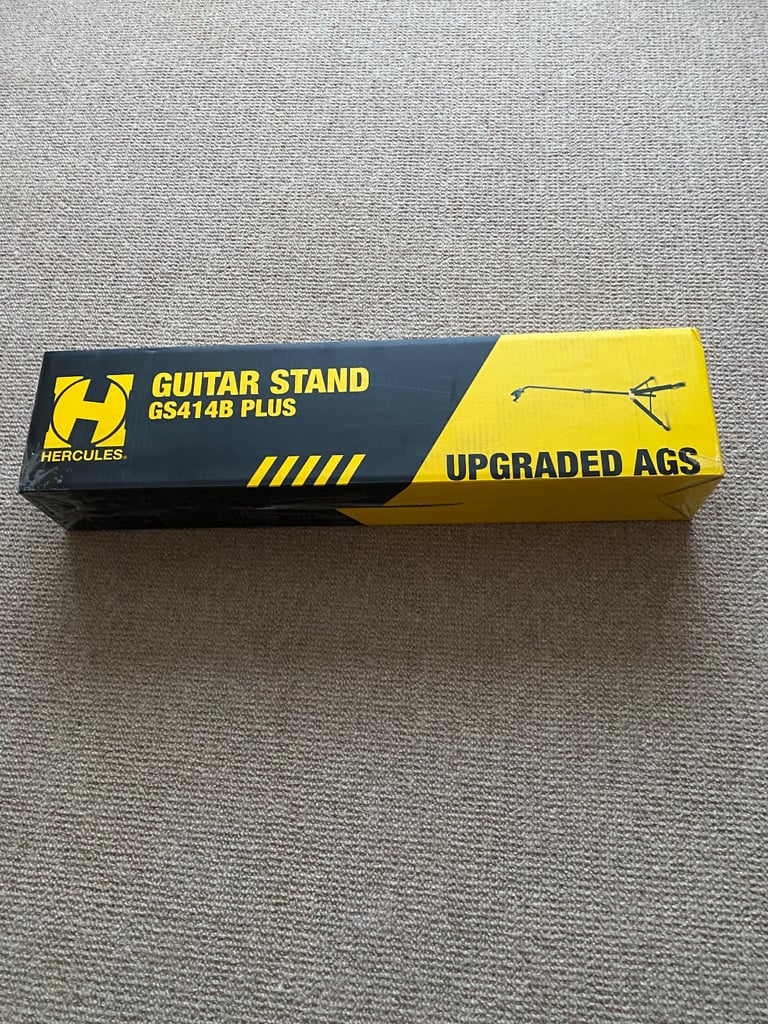 GUITAR STAND
GS414B PLUS
HERCULES®
UPGRADED AGS